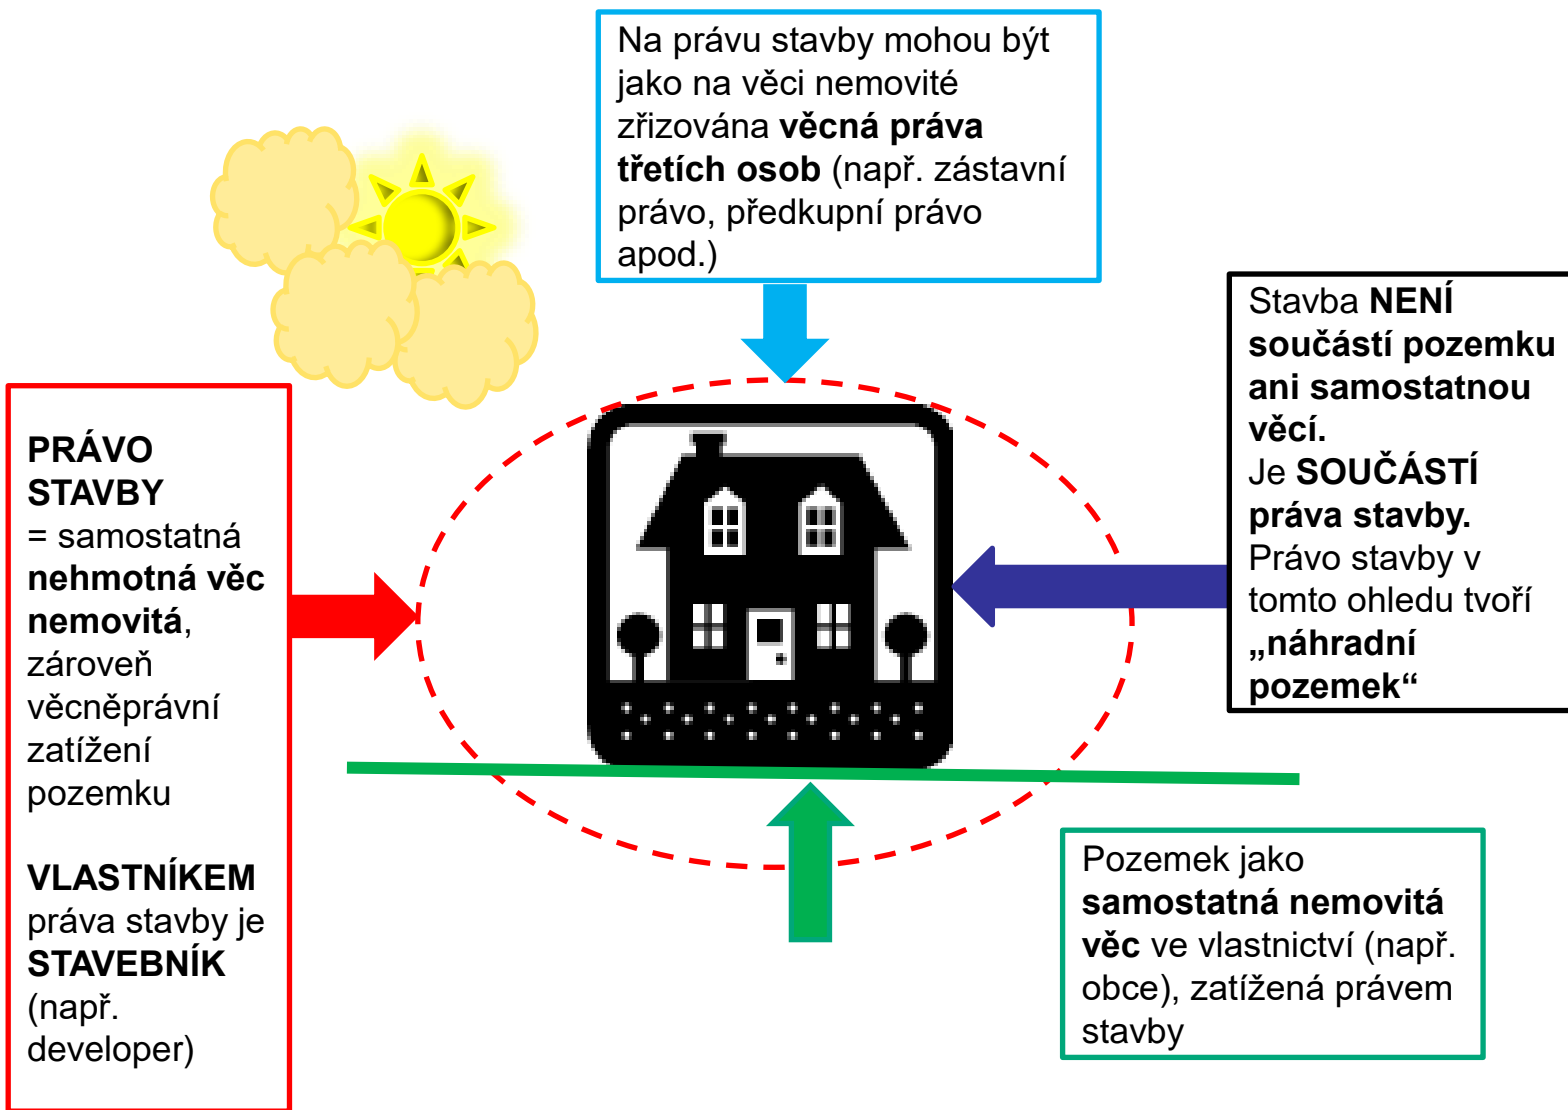 Na právu stavby mohou být
jako na věci nemovité
zřizována věcná práva
třetích osob (např. zástavní
právo, předkupní právo
apod.)
Stavba NENÍ
součástí pozemku
ani samostatnou
věcí.
Je SOUČÁSTÍ
práva stavby.
Právo stavby v
tomto ohledu tvoří
„náhradní
pozemek“
PRÁVO
STAVBY
= samostatná
nehmotná věc
nemovitá,
zároveň
věcněprávní
zatížení
pozemku
VLASTNÍKEM
práva stavby je
STAVEBNÍK
(např.
developer)
Pozemek jako
samostatná nemovitá
věc ve vlastnictví (např.
obce), zatížená právem
stavby